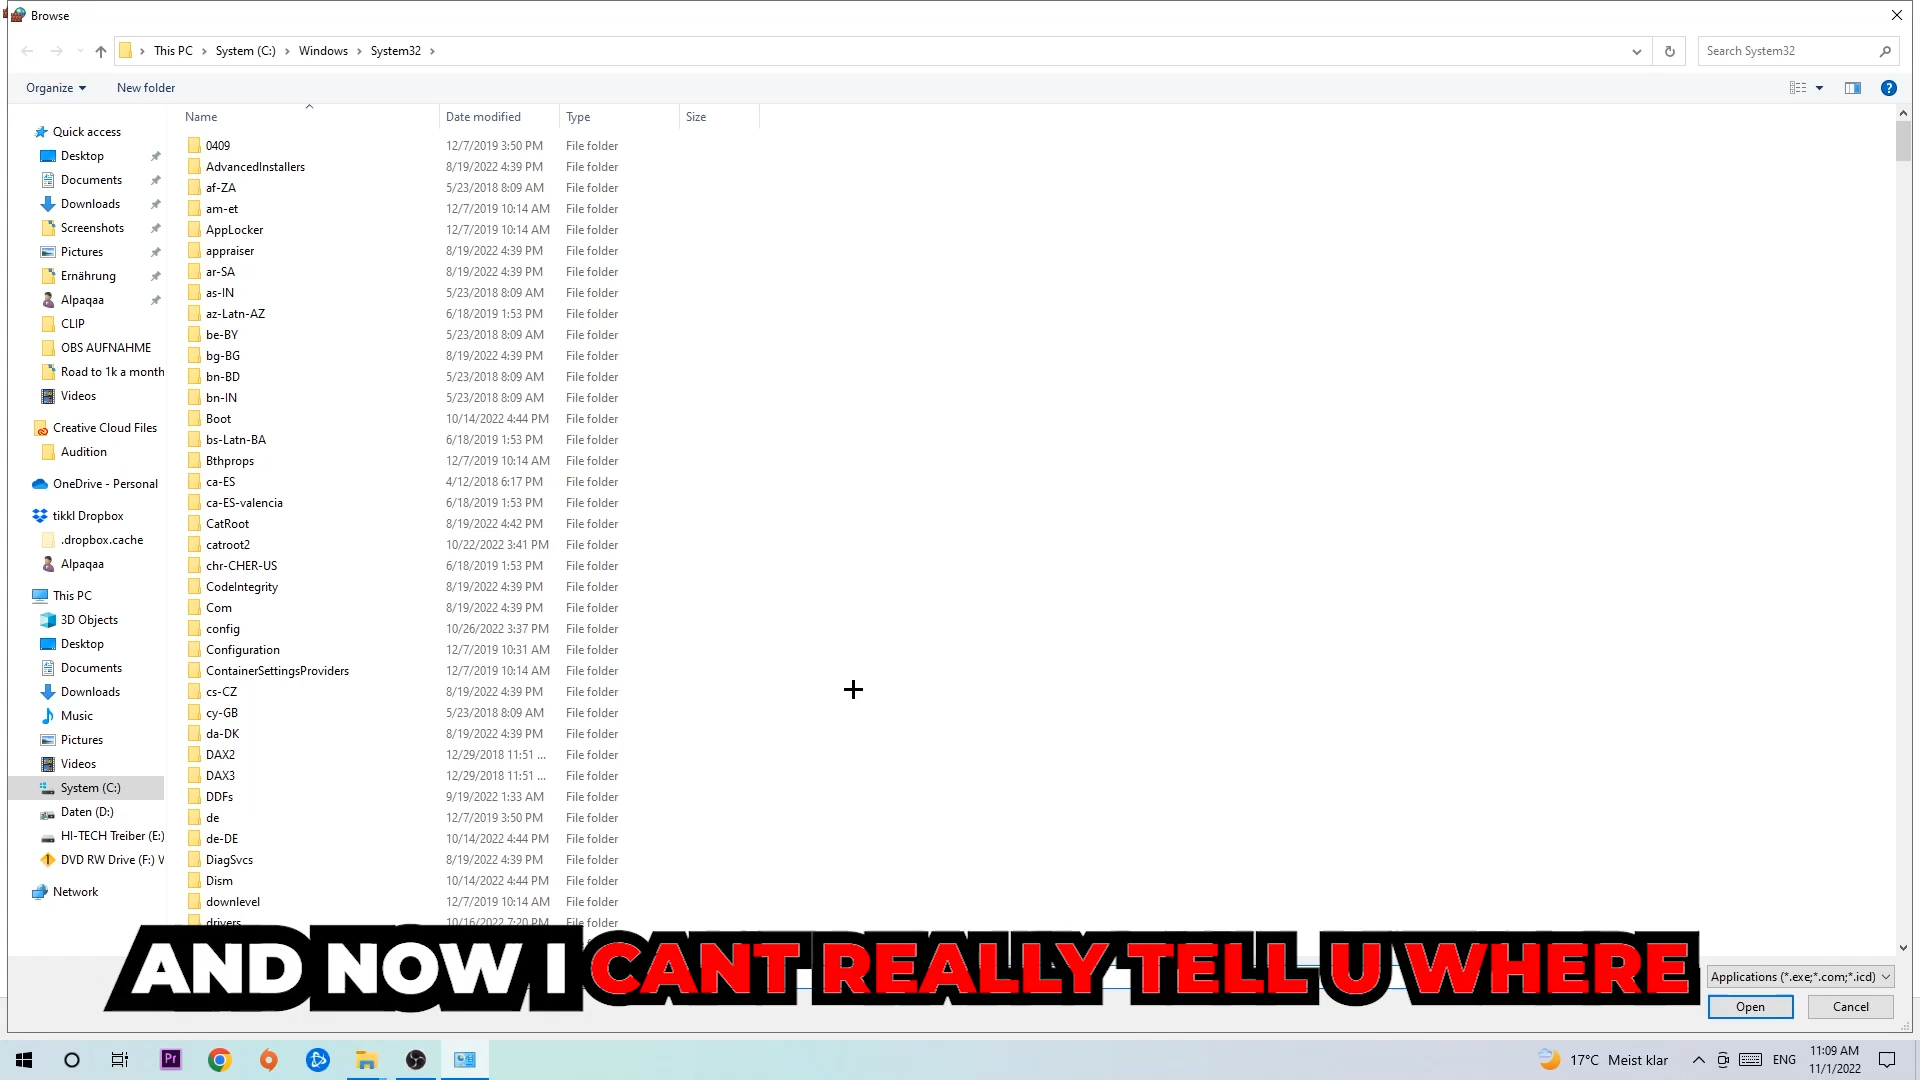 Browse
This PC
System (C:)
Windows
System32
Search System32
Organize
New folder
Name
Date modified
Type
Size
Quick access
Desktop
Documents
Downloads
Screenshots
Pictures
Ernährung
Alpaqaa
CLIP
OBS AUFNAHME
Road to 1k a month
Videos
Creative Cloud Files
Audition
OneDrive - Personal
tikkl Dropbox
.dropbox.cache
Alpaqaa
This PC
3D Objects
Desktop
Documents
Downloads
Music
Pictures
Videos
System (C:)
Daten (D:)
HI-TECH Treiber (E:)
DVD RW Drive (F:) V
Network
0409 12/7/2019 3:50 PM File folder
AdvancedInstallers 8/19/2022 4:39 PM File folder
af-ZA 5/23/2018 8:09 AM File folder
am-et 12/7/2019 10:14 AM File folder
AppLocker 12/7/2019 10:14 AM File folder
appraiser 8/19/2022 4:39 PM File folder
ar-SA 8/19/2022 4:39 PM File folder
as-IN 5/23/2018 8:09 AM File folder
az-Latn-AZ 6/18/2019 1:53 PM File folder
be-BY 5/23/2018 8:09 AM File folder
bg-BG 8/19/2022 4:39 PM File folder
bn-BD 5/23/2018 8:09 AM File folder
bn-IN 5/23/2018 8:09 AM File folder
Boot 10/14/2022 4:44 PM File folder
bs-Latn-BA 6/18/2019 1:53 PM File folder
Bthprops 12/7/2019 10:14 AM File folder
ca-ES 4/12/2018 6:17 PM File folder
ca-ES-valencia 6/18/2019 1:53 PM File folder
CatRoot 8/19/2022 4:42 PM File folder
catroot2 10/22/2022 3:41 PM File folder
chr-CHER-US 6/18/2019 1:53 PM File folder
CodeIntegrity 8/19/2022 4:39 PM File folder
Com 8/19/2022 4:39 PM File folder
config 10/26/2022 3:37 PM File folder
Configuration 12/7/2019 10:31 AM File folder
ContainerSettingsProviders 12/7/2019 10:14 AM File folder
cs-CZ 8/19/2022 4:39 PM File folder
cy-GB 5/23/2018 8:09 AM File folder
da-DK 8/19/2022 4:39 PM File folder
DAX2 12/29/2018 11:51 ... File folder
DAX3 12/29/2018 11:51 ... File folder
DDFs 9/19/2022 1:33 AM File folder
de 12/7/2019 3:50 PM File folder
de-DE 10/14/2022 4:44 PM File folder
DiagSvcs 8/19/2022 4:39 PM File folder
Dism 10/14/2022 4:44 PM File folder
downlevel 12/7/2019 10:14 AM File folder
drivers 10/16/2022 7:20 PM File folder
AND NOW I CANT REALLY TELL U WHERE
Applications (*.exe;*.com;*.icd)
Open
Cancel
Pr
17°C Meist klar
ENG
11:09 AM
11/1/2022